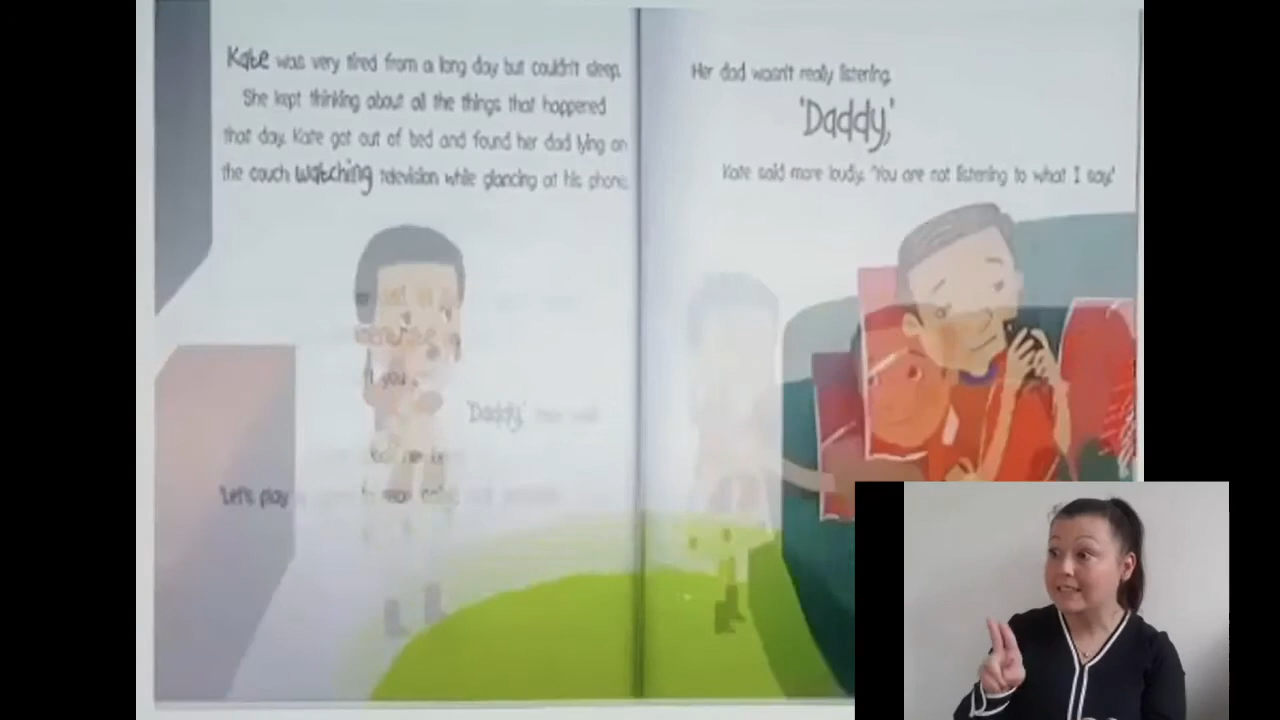 Kate was very tired from a long day but couldn't sleep.
She kept thinking about all the things that happened
that day. Kate got out of bed and found her dad lying on
the couch watching television while glancing at his phone.
if you
'Daddy,'
'Let's play
Her dad wasn't really listening.
'Daddy,'
Kate said more loudly. 'You are not listening to what I say.'